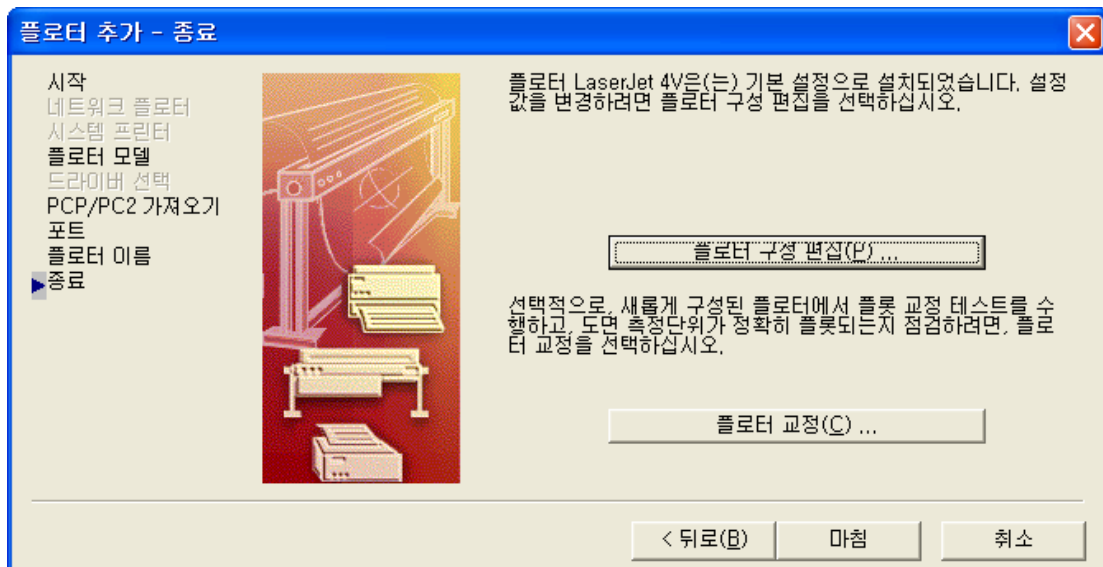 플로터 추가 - 종료
시작
네트워크 플로터
시스템 프린터
플로터 모델
드라이버 선택
PCP/PC2 가져오기
포트
플로터 이름
종료
플로터 LaserJet 4V은(는) 기본 설정으로 설치되었습니다. 설정
값을 변경하려면 플로터 구성 편집을 선택하십시오.
플로터 구성 편집(P) ...
선택적으로, 새롭게 구성된 플로터에서 플롯 교정 테스트를 수
행하고, 도면 측정단위가 정확히 플롯되는지 점검하려면, 플로
터 교정을 선택하십시오.
플로터 교정(C) ...
< 뒤로(B)
마침
취소